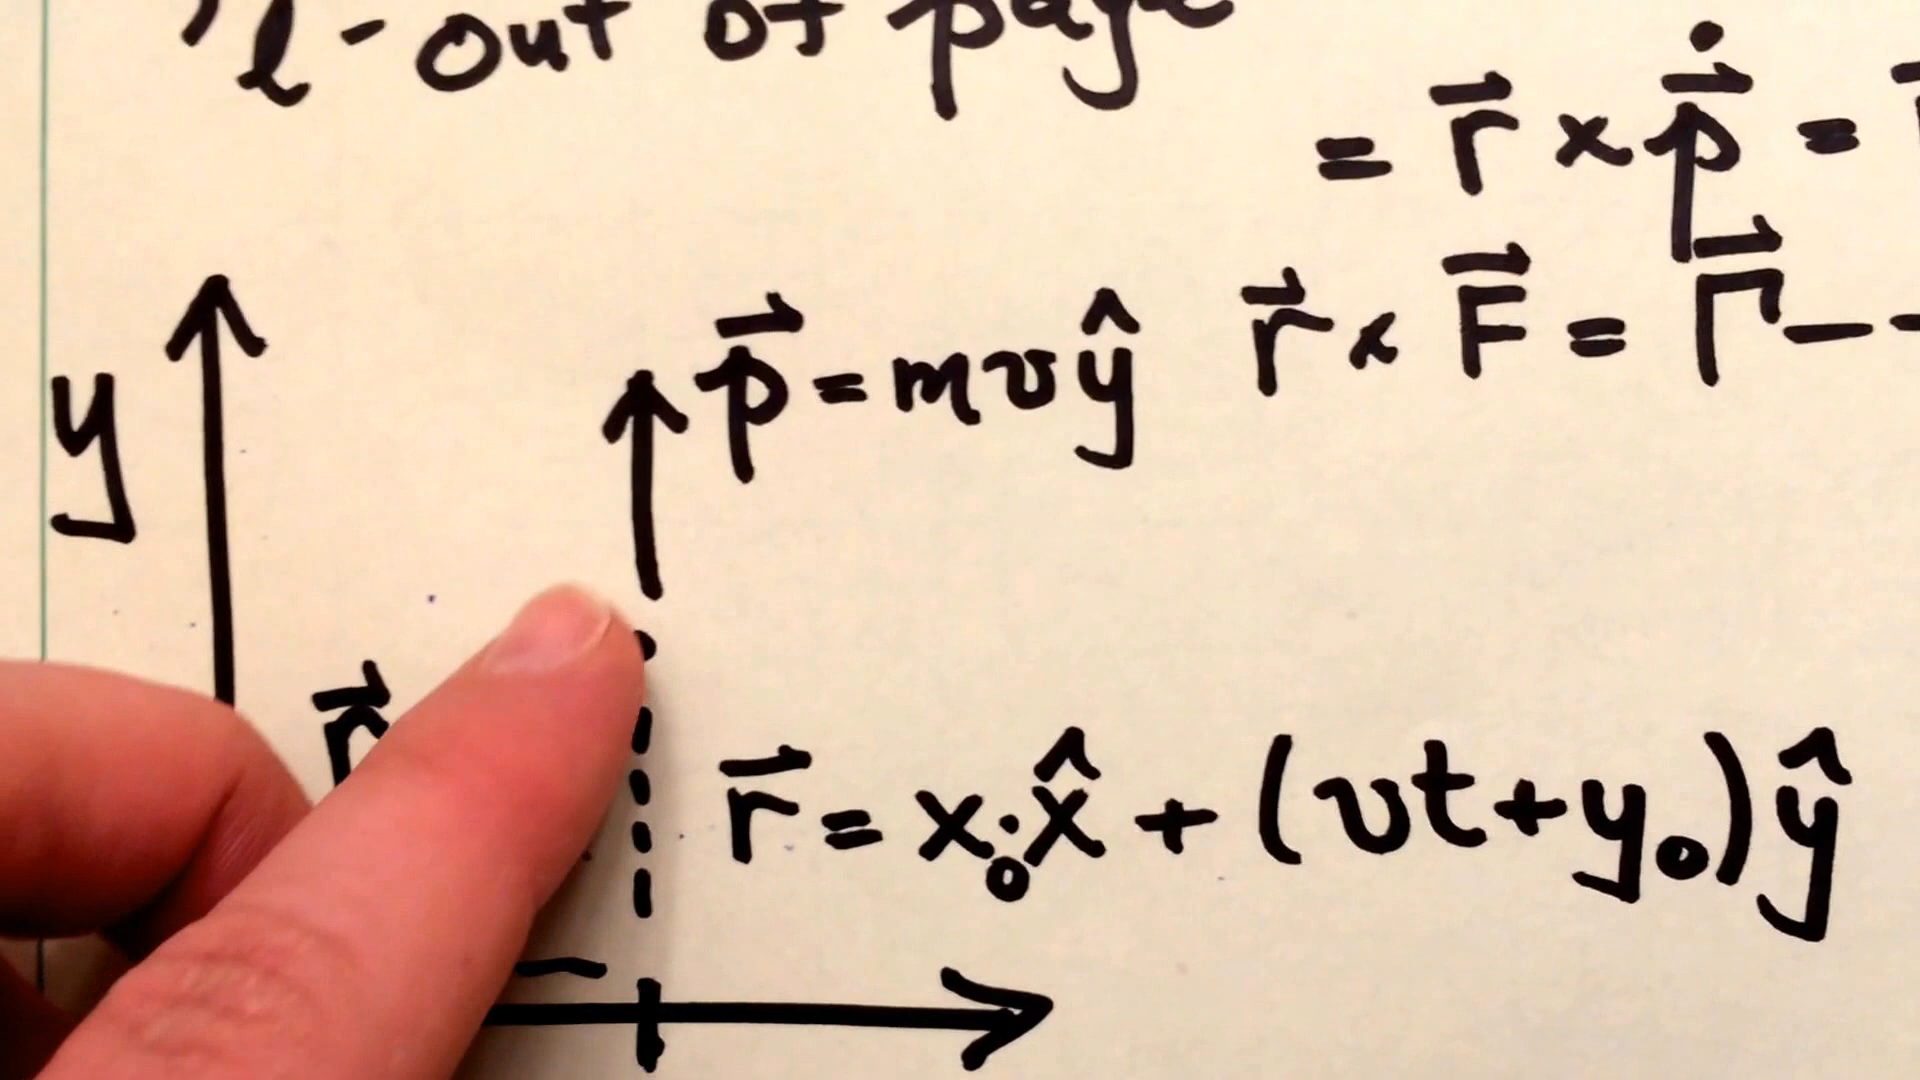 l - out of page
= r⃗ × ṗ⃗ =
r⃗ × F⃗ = Γ⃗ - -
y
p⃗ = mvŷ
r⃗
r⃗ = x₀x̂ + (vt + y₀)ŷ